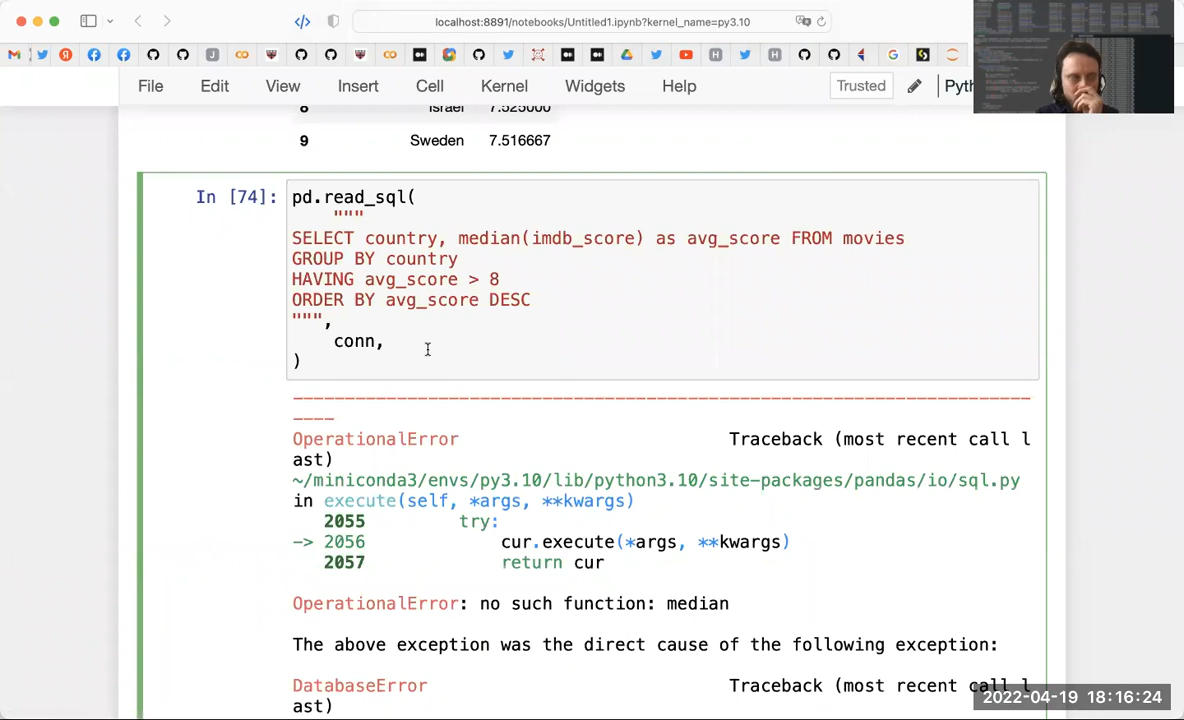 localhost:8891/notebooks/Untitled1.ipynb?kernel_name=py3.10
File Edit View Insert Cell Kernel Widgets Help Trusted Pyth
8 Israel 7.525000
9 Sweden 7.516667
In [74]: pd.read_sql(
"""
SELECT country, median(imdb_score) as avg_score FROM movies
GROUP BY country
HAVING avg_score > 8
ORDER BY avg_score DESC
""",
conn,
)
---------------------------------------------------------------------------
OperationalError Traceback (most recent call l
ast)
~/miniconda3/envs/py3.10/lib/python3.10/site-packages/pandas/io/sql.py
in execute(self, *args, **kwargs)
2055 try:
-> 2056 cur.execute(*args, **kwargs)
2057 return cur
OperationalError: no such function: median
The above exception was the direct cause of the following exception:
DatabaseError Traceback (most recent call l
ast)
2022-04-19 18:16:24